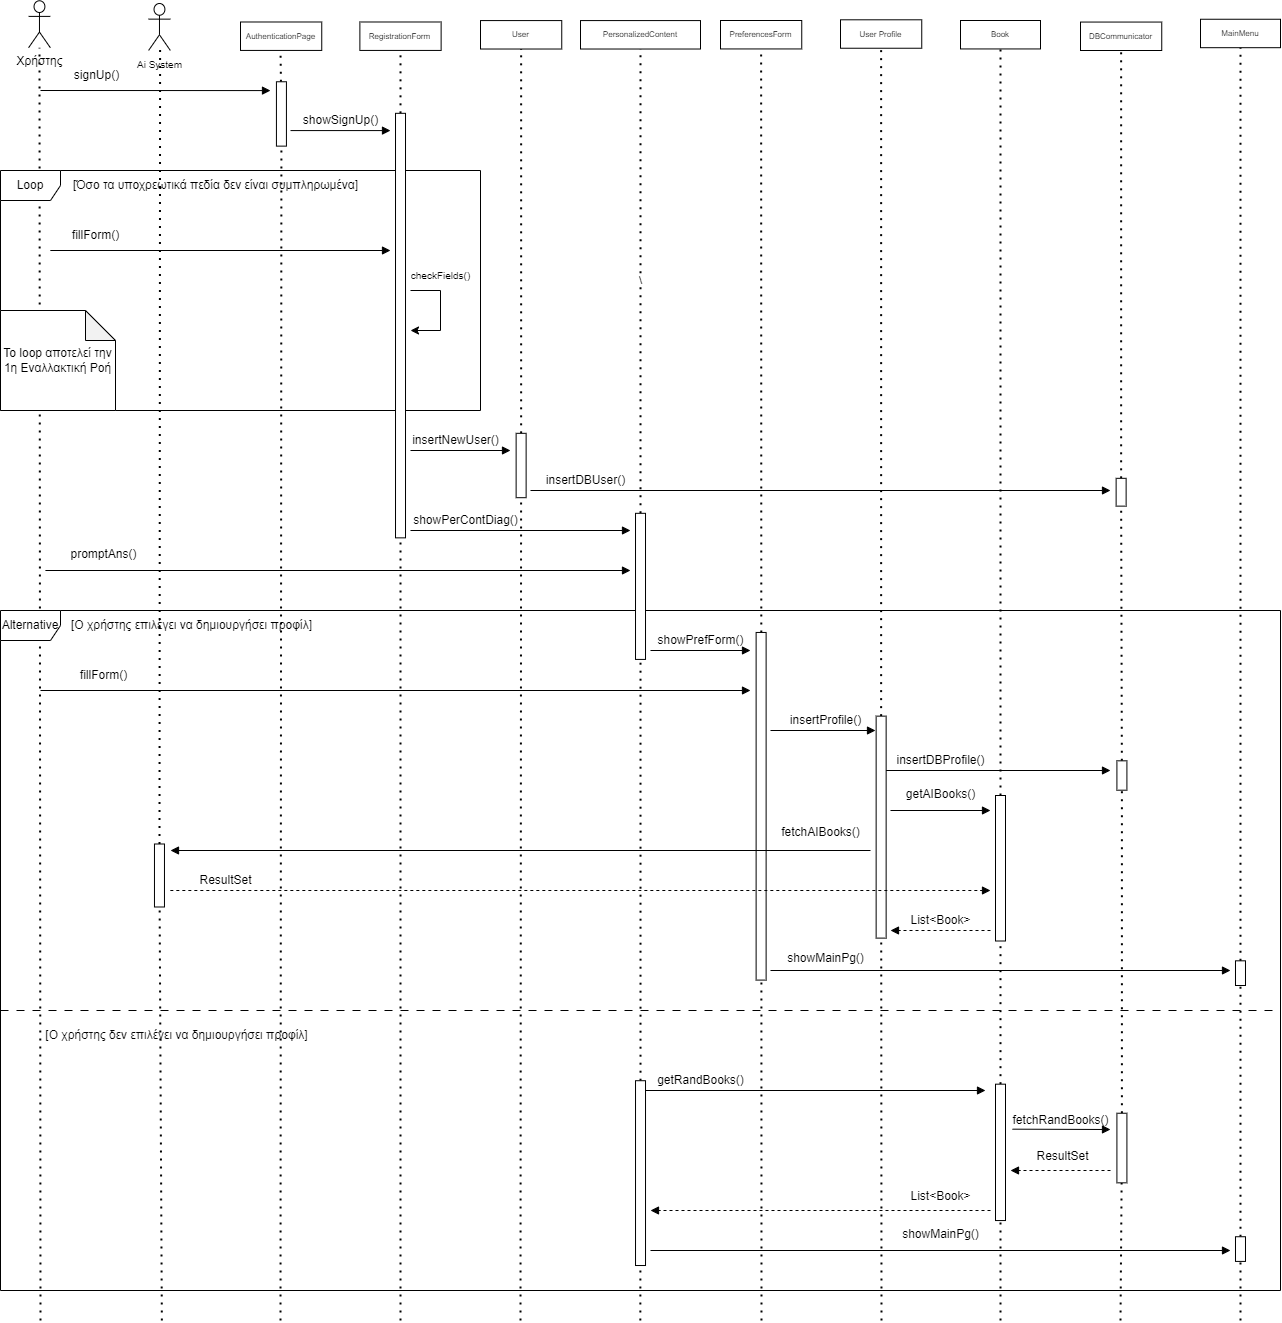 Χρήστης
Ai System
AuthenticationPage
RegistrationForm
User
PersonalizedContent
PreferencesForm
User Profile
Book
DBCommunicator
MainMenu
signUp()
showSignUp()
Loop
[Όσο τα υποχρεωτικά πεδία δεν είναι συμπληρωμένα]
fillForm()
checkFields()
\
Το loop αποτελεί την
1η Εναλλακτική Ροή
insertNewUser()
insertDBUser()
showPerContDiag()
promptAns()
Alternative
[Ο χρήστης επιλέγει να δημιουργήσει προφίλ]
showPrefForm()
fillForm()
insertProfile()
insertDBProfile()
getAIBooks()
fetchAIBooks()
ResultSet
List<Book>
showMainPg()
[Ο χρήστης δεν επιλέγει να δημιουργήσει προφίλ]
getRandBooks()
fetchRandBooks()
ResultSet
List<Book>
showMainPg()